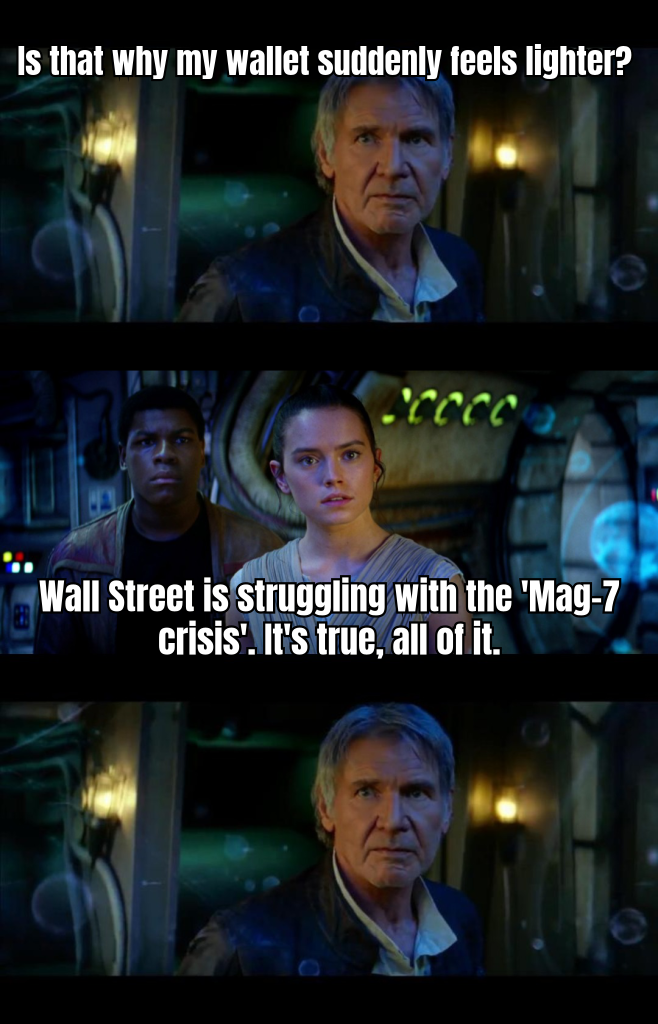 Is that why my wallet suddenly feels lighter?
Wall Street is struggling with the 'Mag-7
crisis'. It's true, all of it.